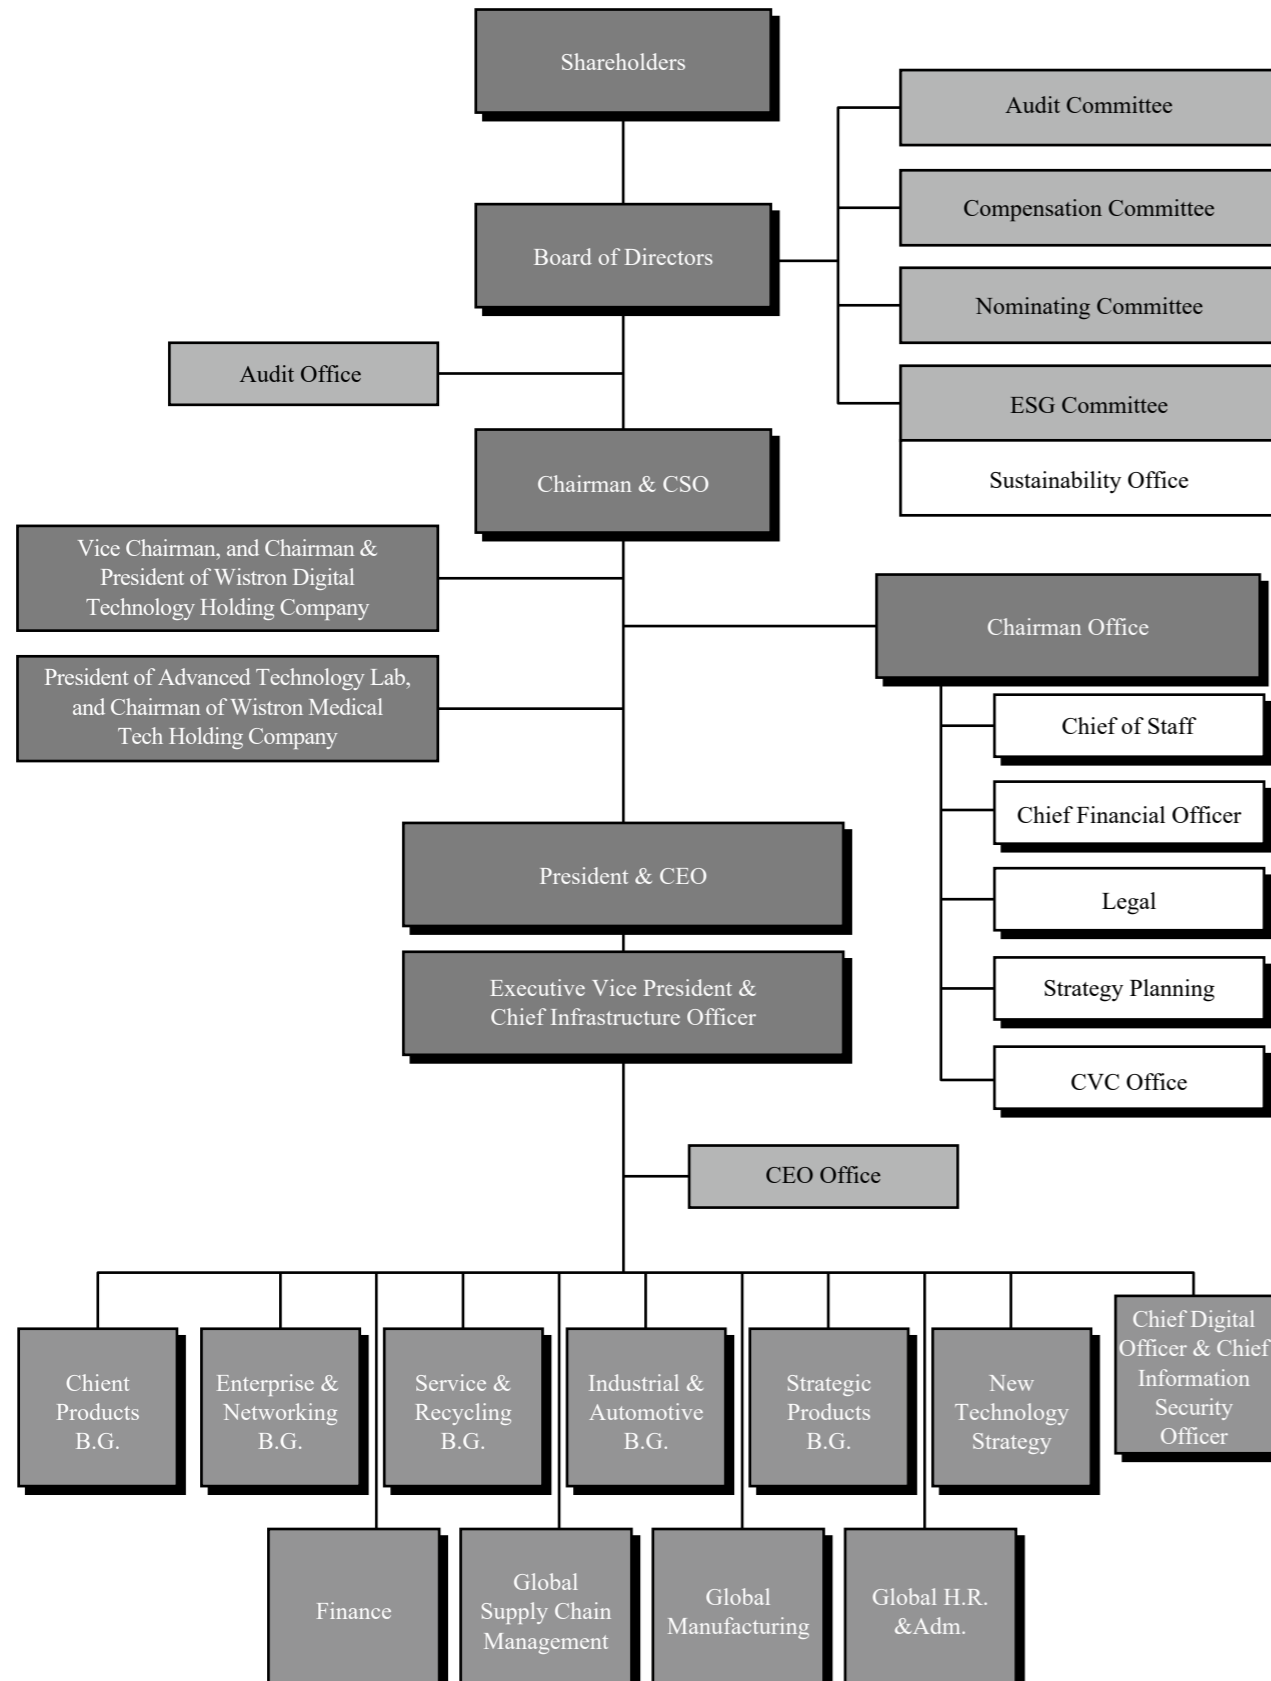 Shareholders
Audit Committee
Compensation Committee
Board of Directors
Nominating Committee
Audit Office
ESG Committee
Sustainability Office
Chairman & CSO
Vice Chairman, and Chairman &
President of Wistron Digital
Technology Holding Company
Chairman Office
President of Advanced Technology Lab,
and Chairman of Wistron Medical
Tech Holding Company
Chief of Staff
Chief Financial Officer
Legal
Strategy Planning
CVC Office
President & CEO
Executive Vice President &
Chief Infrastructure Officer
CEO Office
Chient
Products
B.G.
Enterprise &
Networking
B.G.
Service &
Recycling
B.G.
Industrial &
Automotive
B.G.
Strategic
Products
B.G.
New
Technology
Strategy
Chief Digital
Officer & Chief
Information
Security
Officer
Finance
Global
Supply Chain
Management
Global
Manufacturing
Global H.R.
&Adm.